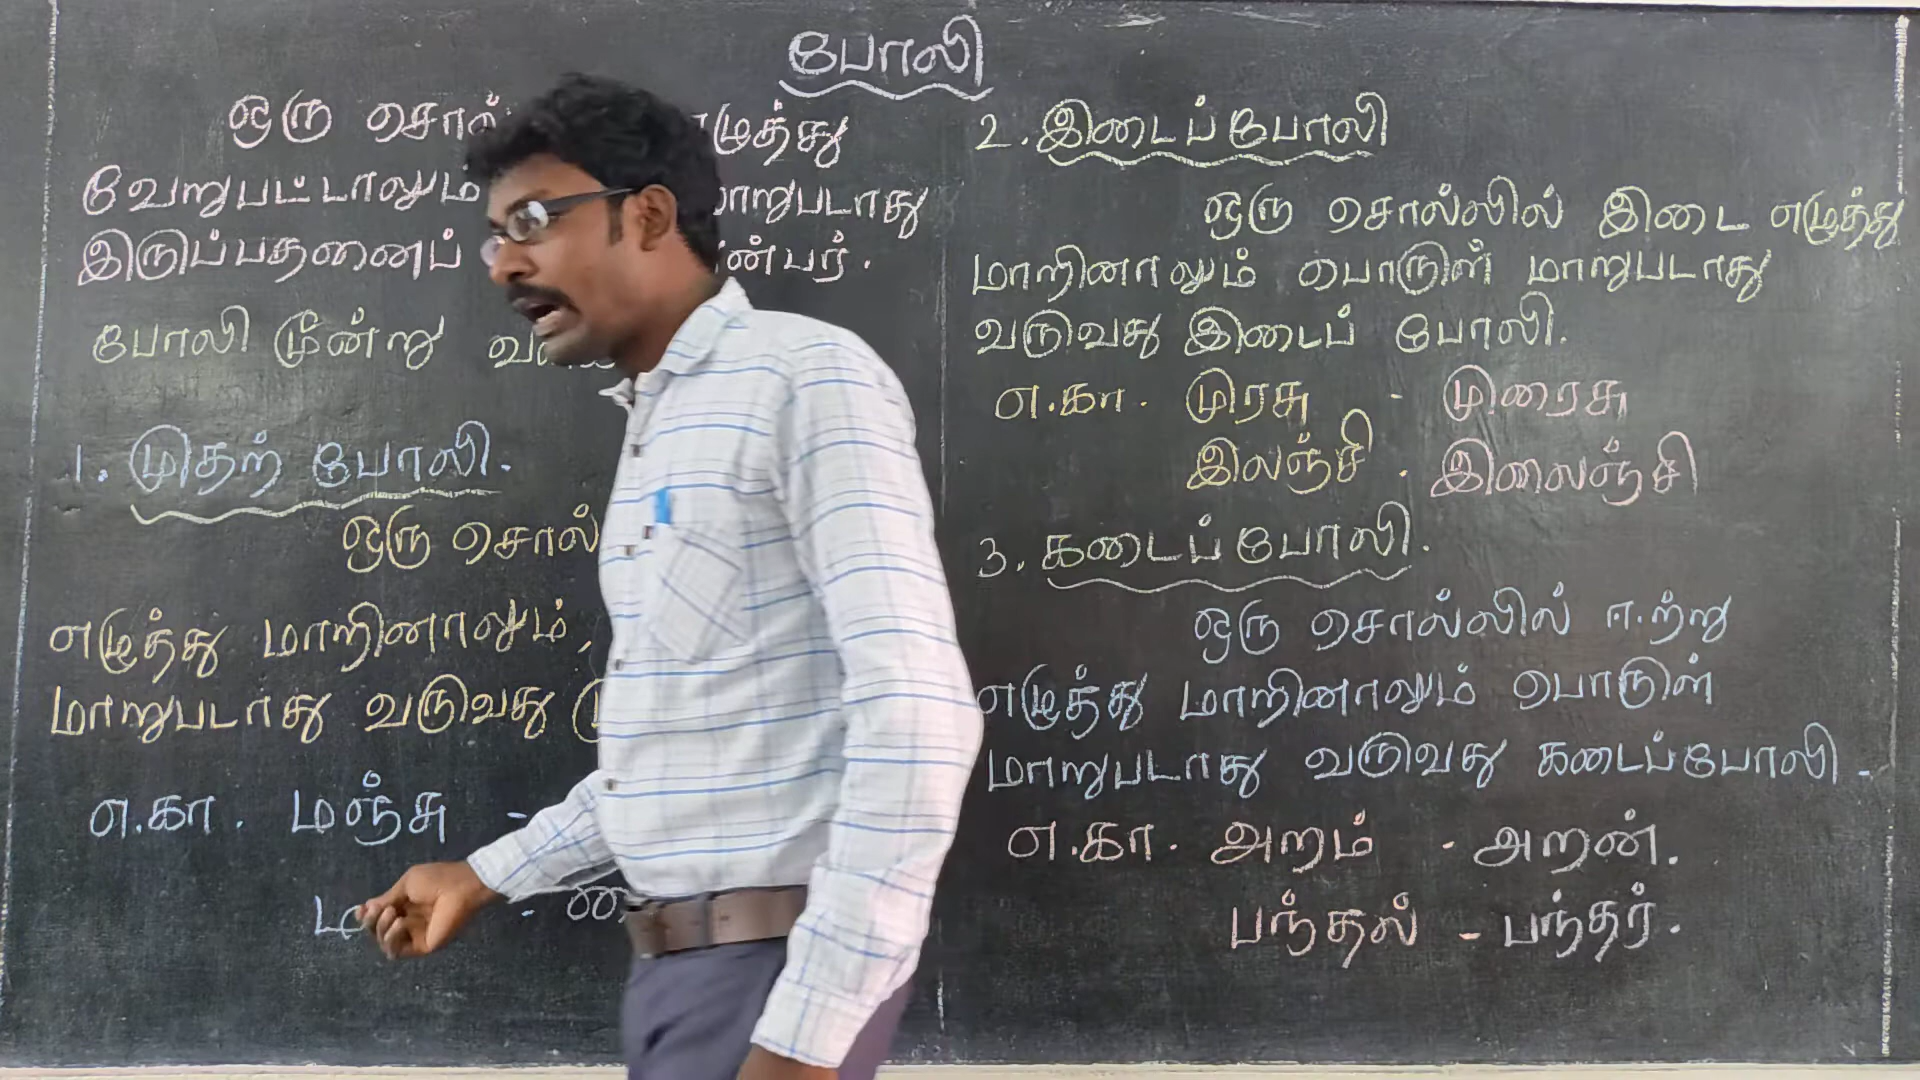 போலி
ஒரு
வேறுபட்டாலும் மாறுபடாது
இருப்பதனைப் என்பர்.
போலி மூன்று
1. முதற் போலி.
ஒரு சொல்
எழுத்து மாறினாலும்,
மாறுபடாது வருவது
எ.கா. மஞ்சு -
-
2. இடைப்போலி
ஒரு சொல்லில் இடை எழுத்து
மாறினாலும் பொருள் மாறுபடாது
வருவது இடைப் போலி.
எ.கா. முரசு - முரைசு
இலஞ்சி - இலைஞ்சி
3. கடைப்போலி.
ஒரு சொல்லில் ஈற்று
எழுத்து மாறினாலும் பொருள்
மாறுபடாது வருவது கடைப்போலி.
எ.கா. அறம் - அறன்.
பந்தல் - பந்தர்.